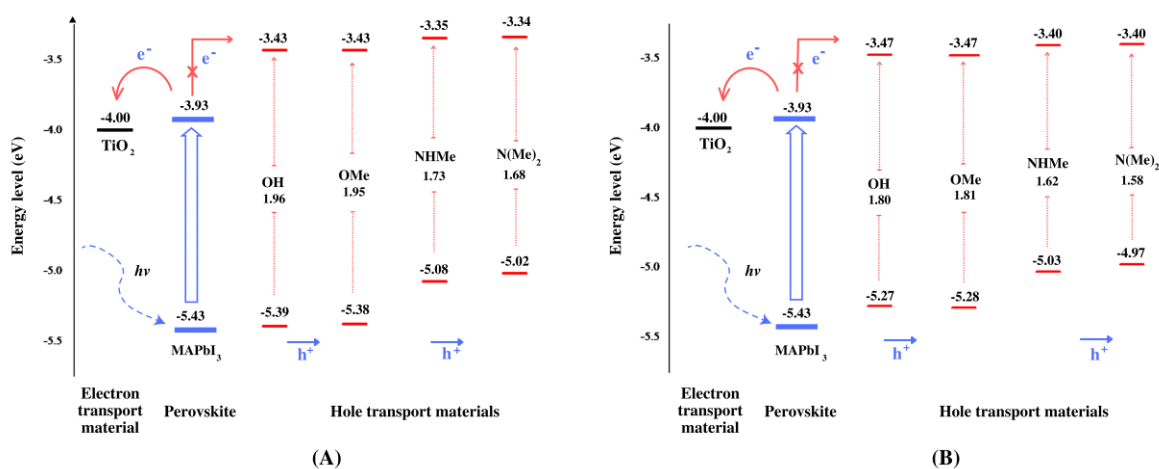 -3.43
-3.43
-3.35
-3.34
e⁻
e⁻
-3.5
-3.93
-4.00
TiO₂
-4.0
NHMe
1.73
N(Me)₂
1.68
OH
1.96
OMe
1.95
-4.5
Energy level (eV)
hν
-5.0
-5.08
-5.02
-5.43
-5.39
-5.38
MAPbI₃
h⁺
h⁺
-5.5
Electron
transport
material
Perovskite
Hole transport materials
(A)
-3.47
-3.47
-3.40
-3.40
e⁻
e⁻
-3.5
-3.93
-4.00
TiO₂
-4.0
NHMe
1.62
N(Me)₂
1.58
OH
1.80
OMe
1.81
-4.5
Energy level (eV)
hν
-5.0
-5.03
-4.97
-5.27
-5.28
-5.43
MAPbI₃
h⁺
h⁺
-5.5
Electron
transport
material
Perovskite
Hole transport materials
(B)